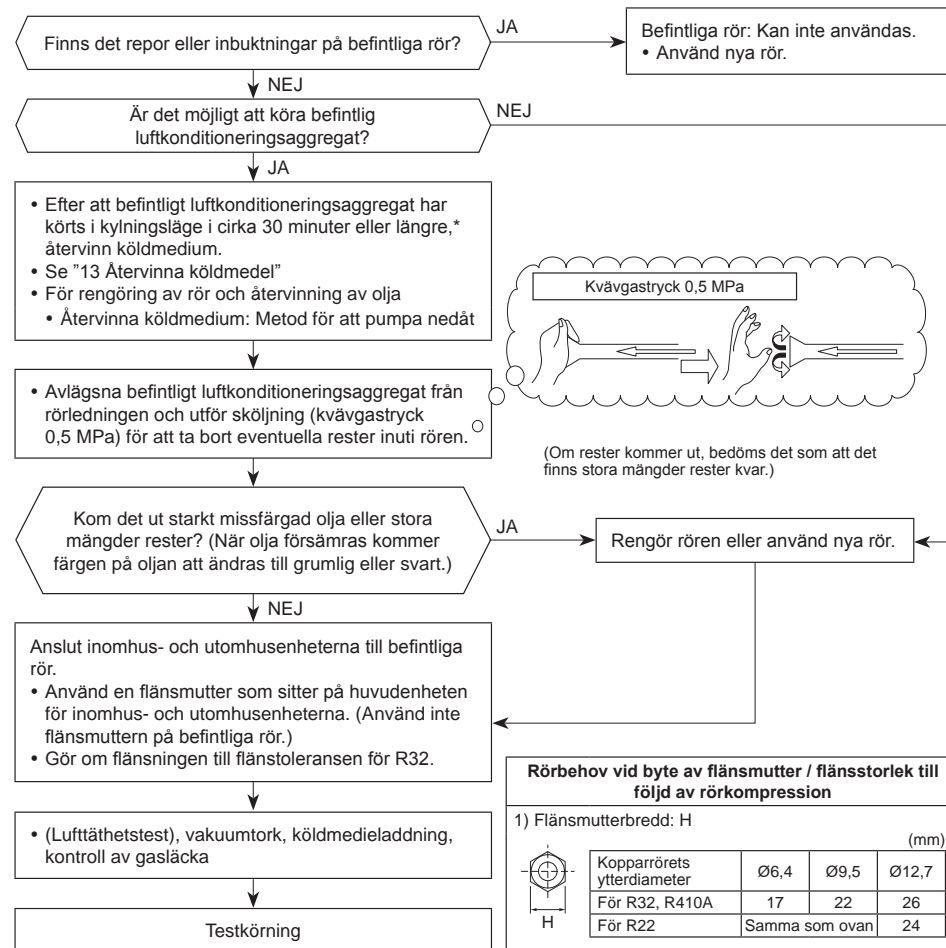 Finns det repor eller inbuktningar på befintliga rör?
JA
Befintliga rör: Kan inte användas.
• Använd nya rör.
NEJ
Är det möjligt att köra befintlig
luftkonditioneringsaggregat?
NEJ
JA
• Efter att befintligt luftkonditioneringsaggregat har
körts i kylningsläge i cirka 30 minuter eller längre,*
återvinn köldmedium.
• Se ”13 Återvinna köldmedel”
• För rengöring av rör och återvinning av olja
• Återvinna köldmedium: Metod för att pumpa nedåt
Kvävgastryck 0,5 MPa
• Avlägsna befintligt luftkonditioneringsaggregat från
rörledningen och utför sköljning (kvävgastryck
0,5 MPa) för att ta bort eventuella rester inuti rören.
(Om rester kommer ut, bedöms det som att det
finns stora mängder rester kvar.)
Kom det ut starkt missfärgad olja eller stora
mängder rester? (När olja försämras kommer
färgen på oljan att ändras till grumlig eller svart.)
JA
Rengör rören eller använd nya rör.
NEJ
Anslut inomhus- och utomhusenheterna till befintliga
rör.
• Använd en flänsmutter som sitter på huvudenheten
för inomhus- och utomhusenheterna. (Använd inte
flänsmuttern på befintliga rör.)
• Gör om flänsningen till flänstoleransen för R32.
• (Lufttäthetstest), vakuumtork, köldmedieladdning,
kontroll av gasläcka
Testkörning
Rörbehov vid byte av flänsmutter / flänsstorlek till
följd av rörkompression
1) Flänsmutterbredd: H
(mm)
Kopparrörets
ytterdiameter Ø6,4 Ø9,5 Ø12,7
För R32, R410A 17 22 26
För R22 Samma som ovan 24
H